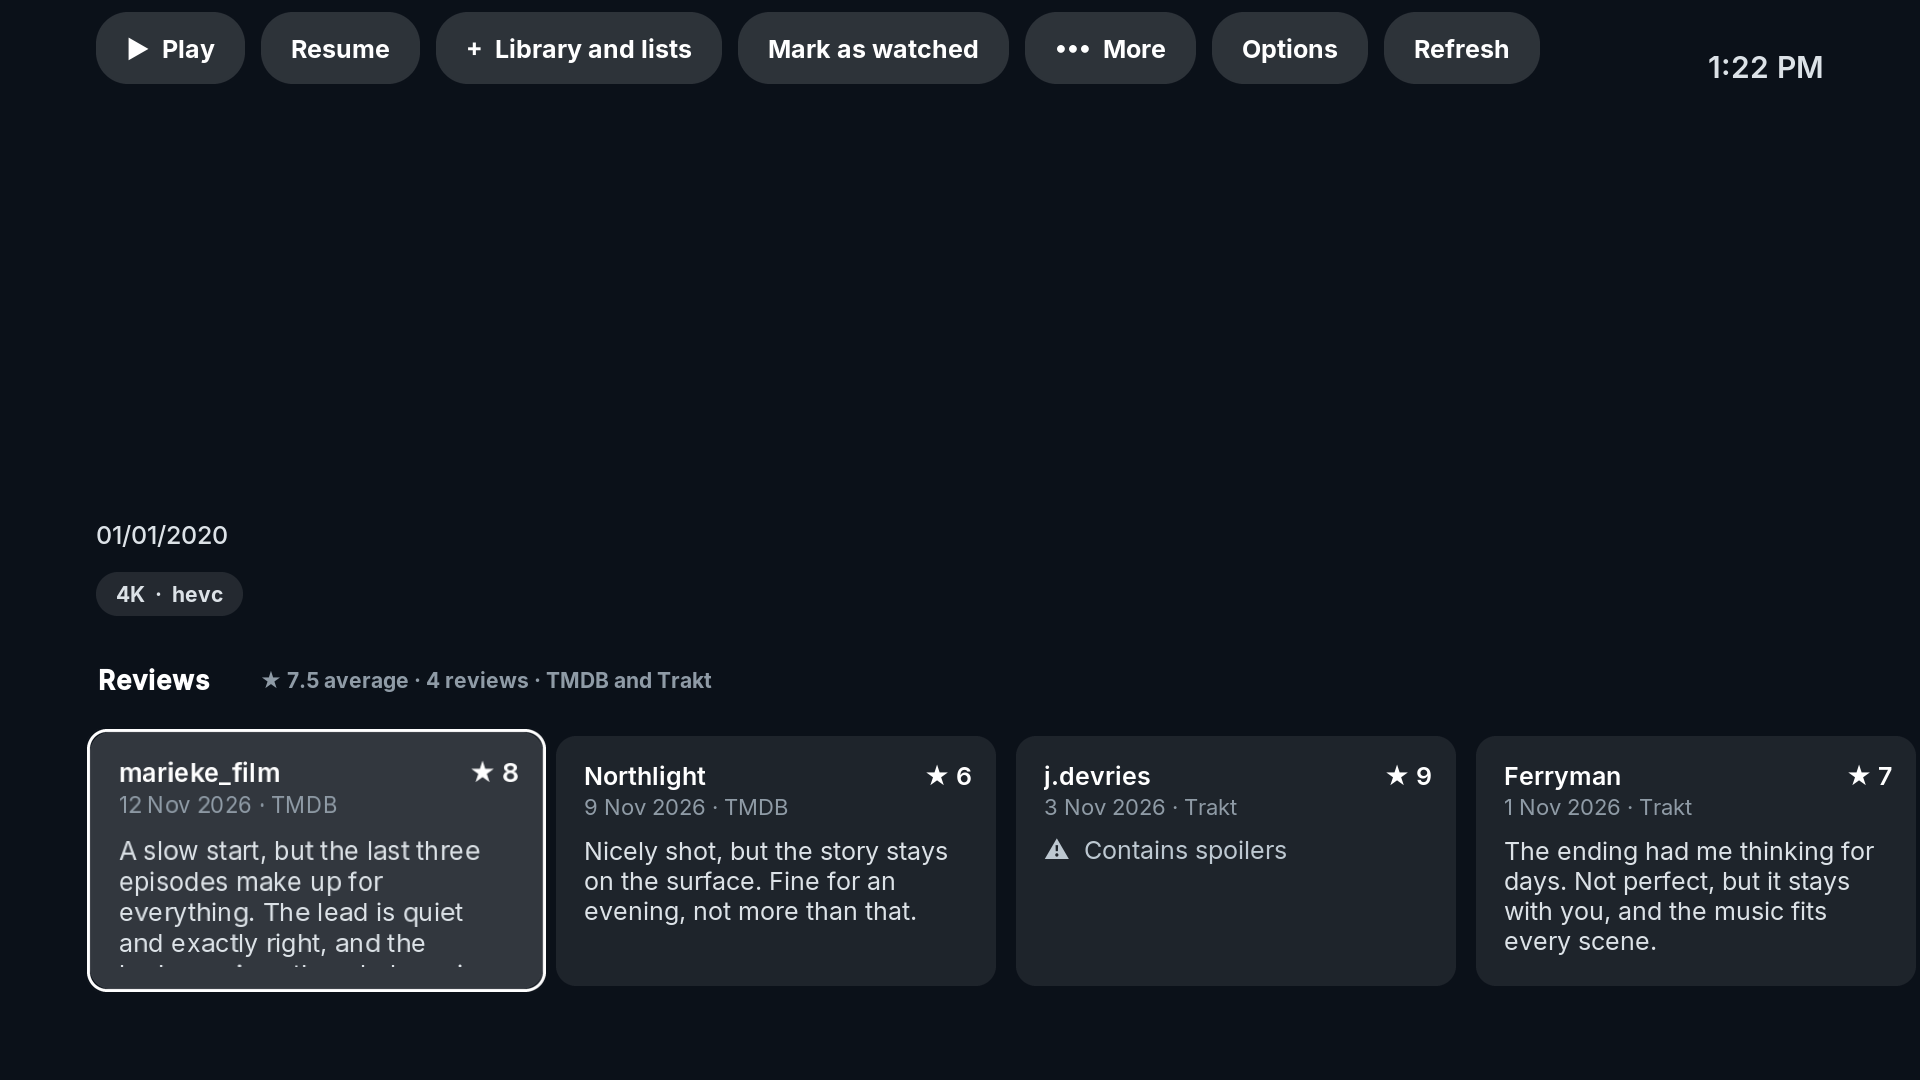 ▶ Play Resume + Library and lists Mark as watched ••• More Options Refresh
1:22 PM
01/01/2020
4K · hevc
Reviews ★ 7.5 average · 4 reviews · TMDB and Trakt
marieke_film ★ 8
12 Nov 2026 · TMDB
A slow start, but the last three
episodes make up for
everything. The lead is quiet
and exactly right, and the
Northlight ★ 6
9 Nov 2026 · TMDB
Nicely shot, but the story stays
on the surface. Fine for an
evening, not more than that.
j.devries ★ 9
3 Nov 2026 · Trakt
⚠ Contains spoilers
Ferryman ★ 7
1 Nov 2026 · Trakt
The ending had me thinking for
days. Not perfect, but it stays
with you, and the music fits
every scene.